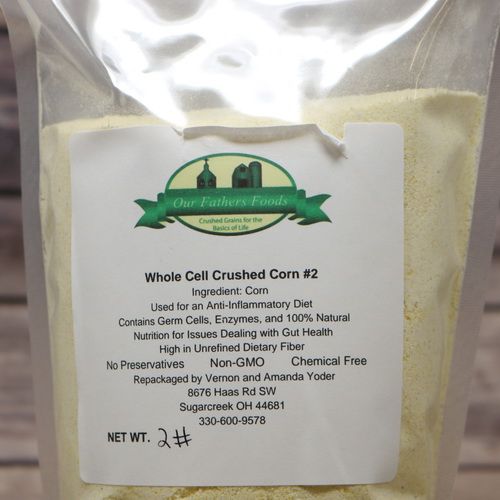 Our Fathers Foods
Crushed Grains for the
Basics of Life
Whole Cell Crushed Corn #2
Ingredient: Corn
Used for an Anti-Inflammatory Diet
Contains Germ Cells, Enzymes, and 100% Natural
Nutrition for Issues Dealing with Gut Health
High in Unrefined Dietary Fiber
No Preservatives Non-GMO Chemical Free
Repackaged by Vernon and Amanda Yoder
8676 Haas Rd SW
Sugarcreek OH 44681
330-600-9578
NET WT. 2#